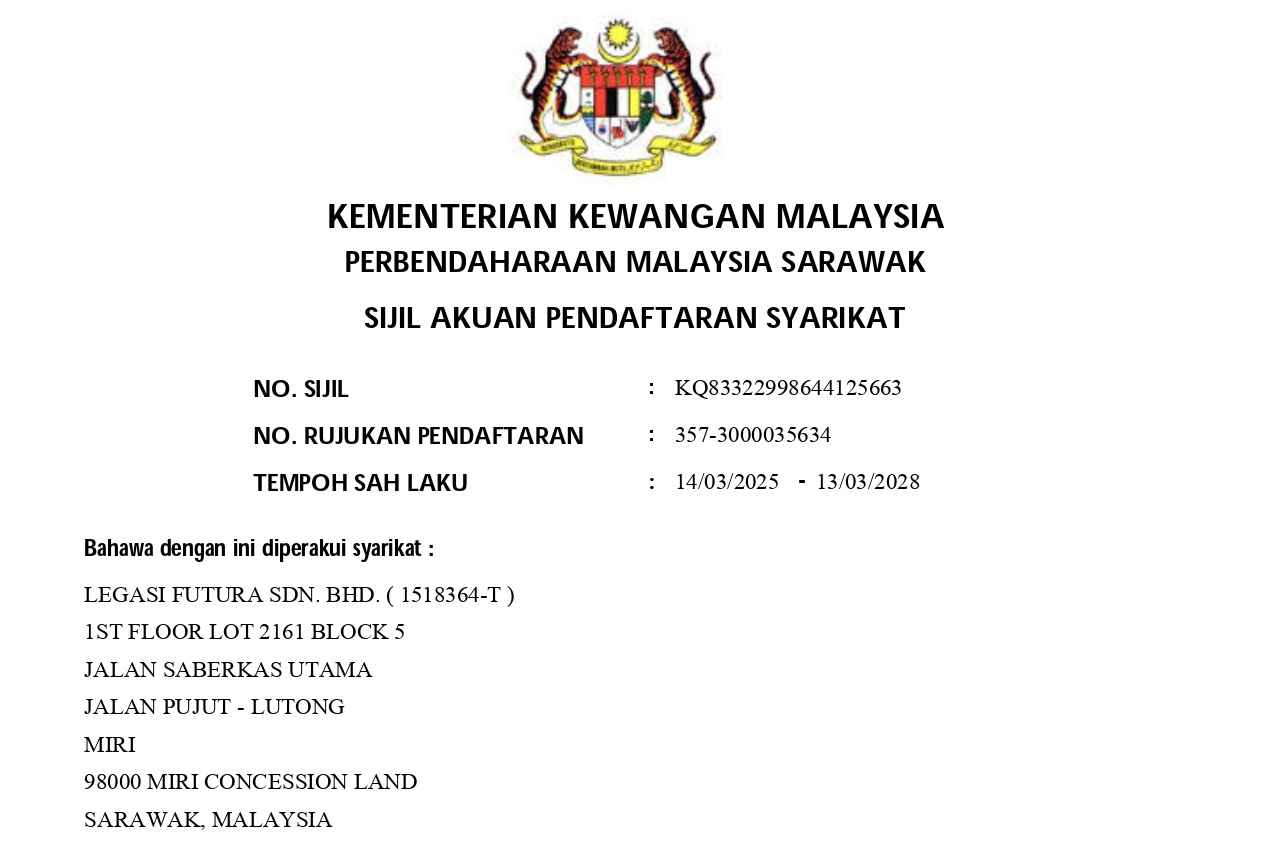 KEMENTERIAN KEWANGAN MALAYSIA
PERBENDAHARAAN MALAYSIA SARAWAK
SIJIL AKUAN PENDAFTARAN SYARIKAT
NO. SIJIL : KQ83322998644125663
NO. RUJUKAN PENDAFTARAN : 357-3000035634
TEMPOH SAH LAKU : 14/03/2025 - 13/03/2028
Bahawa dengan ini diperakui syarikat :
LEGASI FUTURA SDN. BHD. ( 1518364-T )
1ST FLOOR LOT 2161 BLOCK 5
JALAN SABERKAS UTAMA
JALAN PUJUT - LUTONG
MIRI
98000 MIRI CONCESSION LAND
SARAWAK, MALAYSIA